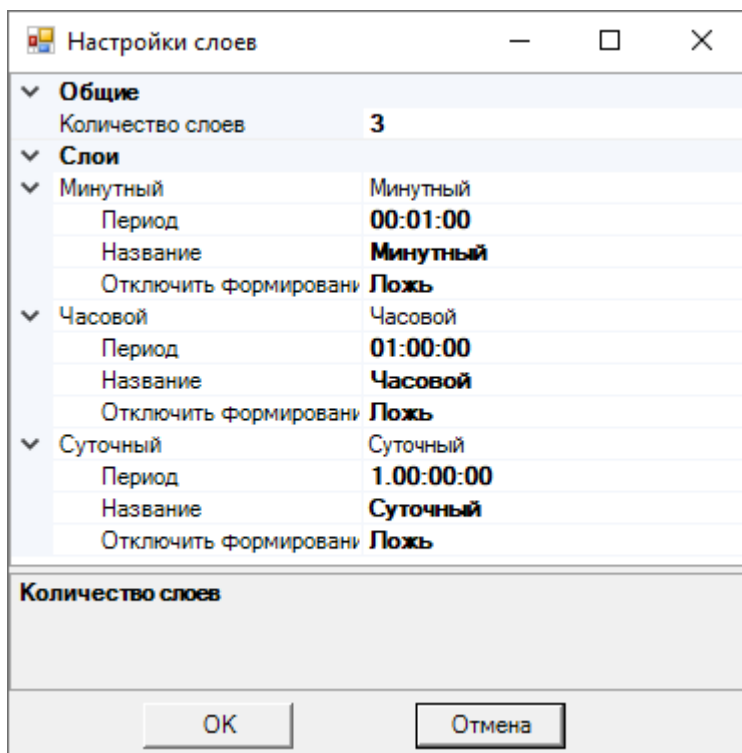 Настройки слоев
Общие
Количество слоев 3
Слои
Минутный Минутный
Период 00:01:00
Название Минутный
Отключить формировани Ложь
Часовой Часовой
Период 01:00:00
Название Часовой
Отключить формировани Ложь
Суточный Суточный
Период 1.00:00:00
Название Суточный
Отключить формировани Ложь
Количество слоев
OK Отмена